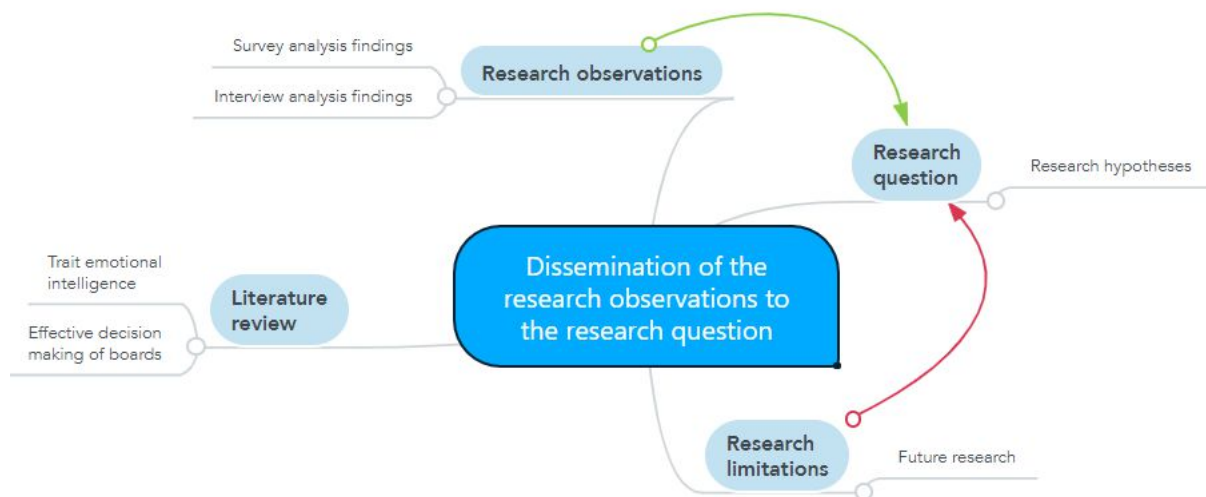 Survey analysis findings
Interview analysis findings
Research observations
Research
question
Research hypotheses
Dissemination of the
research observations to
the research question
Trait emotional
intelligence
Effective decision
making of boards
Literature
review
Research
limitations
Future research